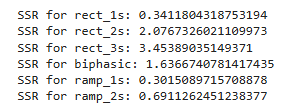 SSR for rect_1s: 0.3411804318753194
SSR for rect_2s: 2.0767326021109973
SSR for rect_3s: 3.45389035149371
SSR for biphasic: 1.6366740781417435
SSR for ramp_1s: 0.3015089715708878
SSR for ramp_2s: 0.6911262451238377